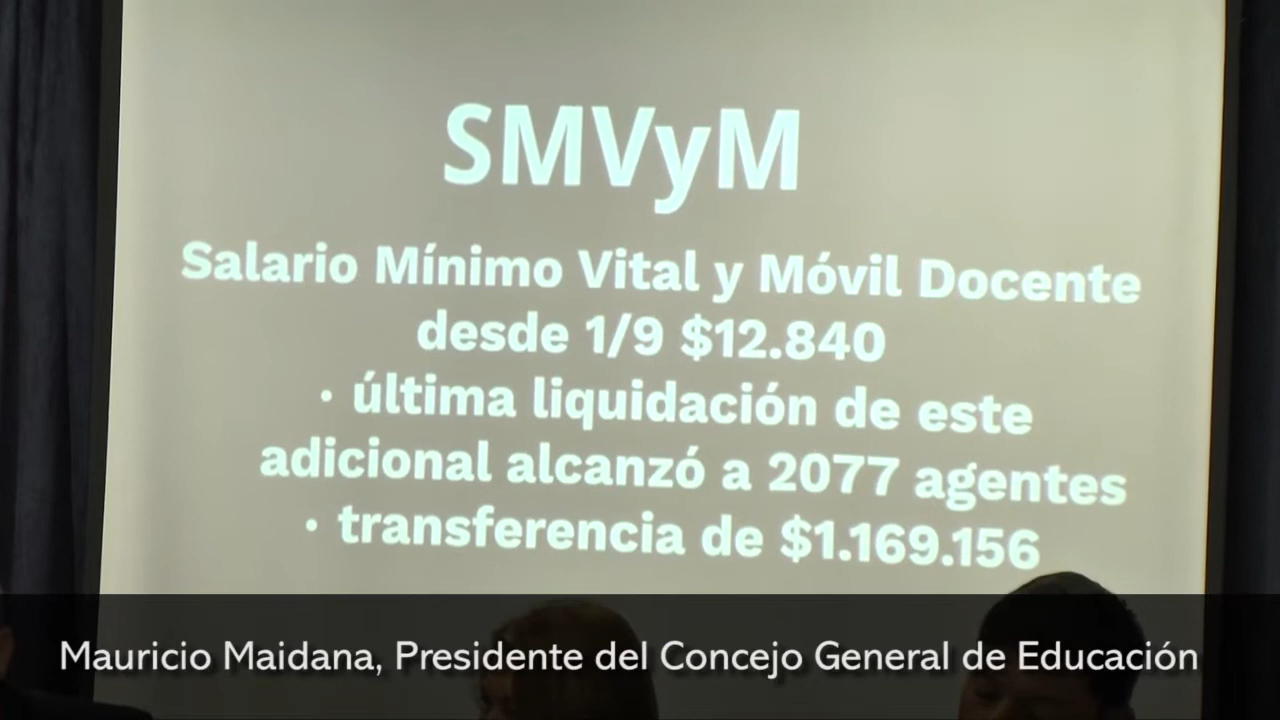 SMVyM
Salario Mínimo Vital y Móvil Docente
desde 1/9 $12.840
· última liquidación de este
adicional alcanzó a 2077 agentes
· transferencia de $1.169.156
Mauricio Maidana, Presidente del Concejo General de Educación